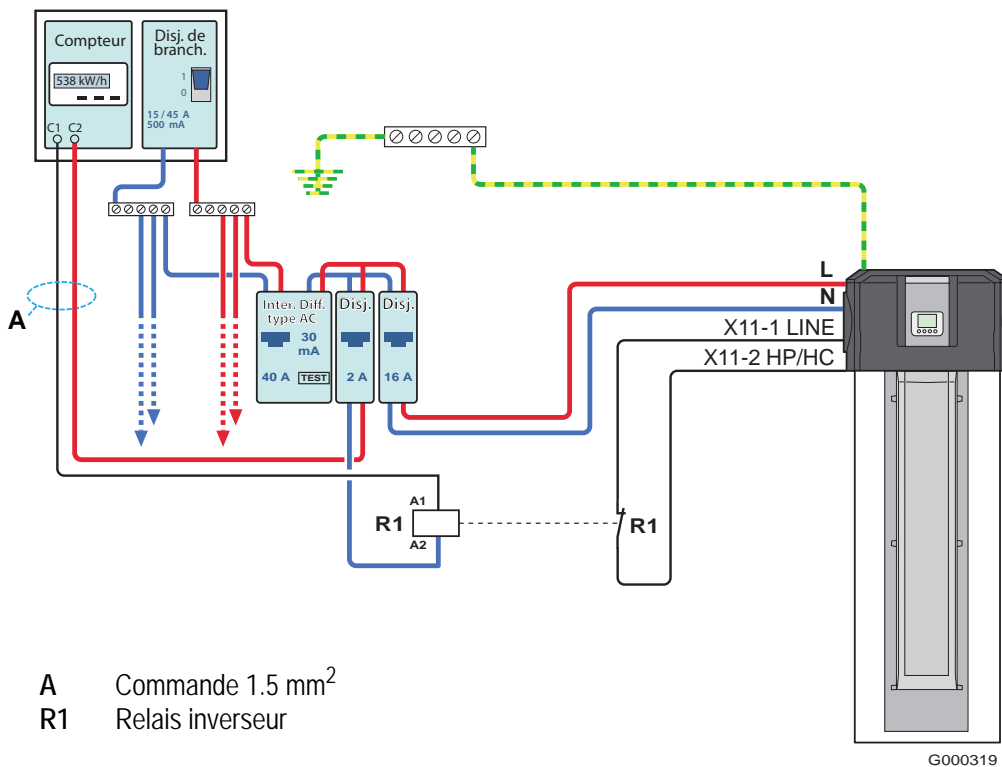 Compteur
538 kW/h
C1 C2
Disj. de
branch.
1
0
15 / 45 A
500 mA
A
Inter. Diff.
type AC
30
mA
40 A
TEST
Disj.
2 A
Disj.
16 A
L
N
X11-1 LINE
X11-2 HP/HC
A1
R1
A2
R1
A Commande 1.5 mm²
R1 Relais inverseur
G000319